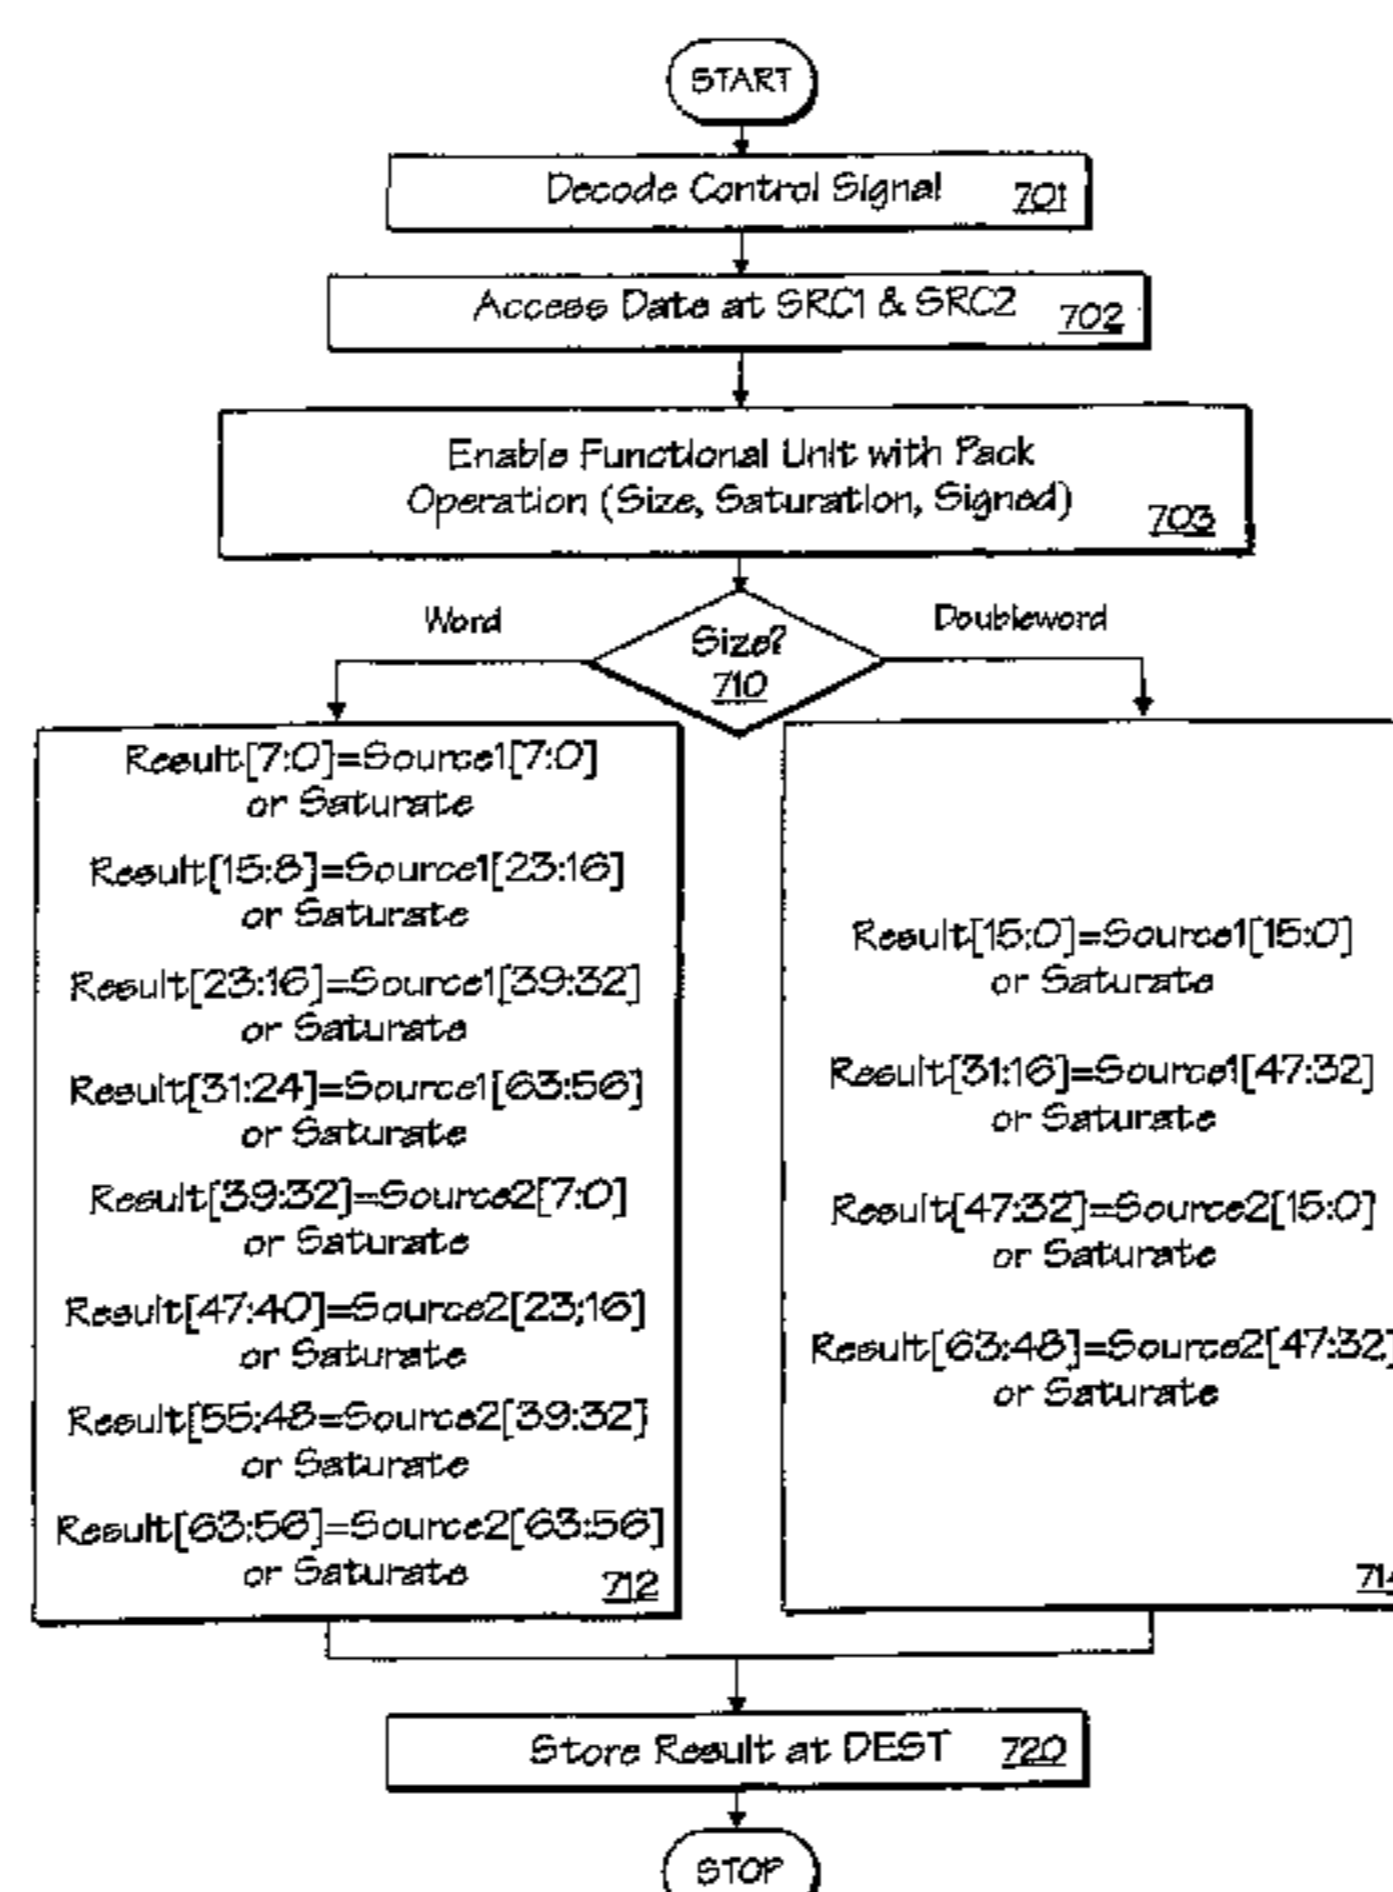 START
Decode Control Signal 701
Access Date at SRC1 & SRC2 702
Enable Functional Unit with Pack
Operation (Size, Saturation, Signed)
703
Word
Doubleword
Size?
710
Result[7:0]=Source1[7:0]
or Saturate
Result[15:8]=Source1[23:16]
or Saturate
Result[23:16]=Source1[39:32]
or Saturate
Result[31:24]=Source1[63:56]
or Saturate
Result[39:32]=Source2[7:0]
or Saturate
Result[47:40]=Source2[23;16]
or Saturate
Result[55:48=Source2[39:32]
or Saturate
Result[63:56]=Source2[63:56]
or Saturate
712
Result[15:0]=Source1[15:0]
or Saturate
Result[31:16]=Source1[47:32]
or Saturate
Result[47:32]=Source2[15:0]
or Saturate
Result[63:48]=Source2[47:32]
or Saturate
Store Result at DEST 720
STOP